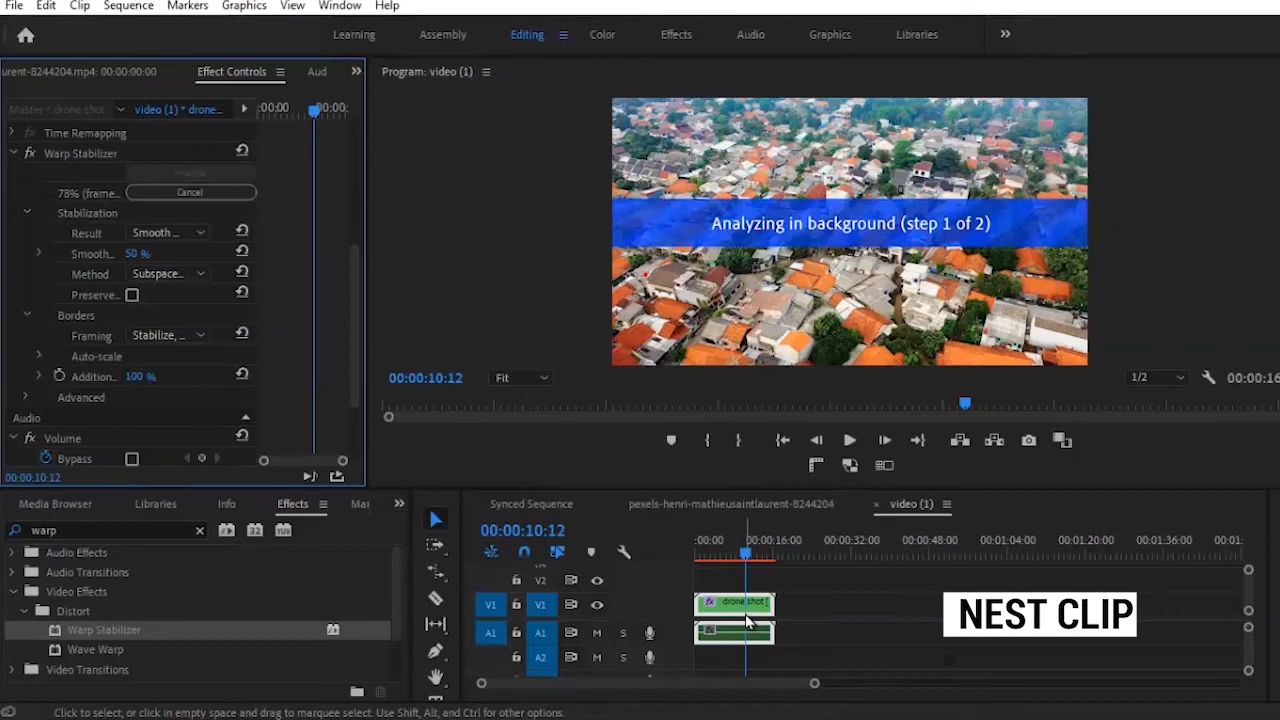 File Edit Clip Sequence Markers Graphics View Window Help
Learning Assembly Editing Color Effects Audio Graphics Libraries
urent-8244204.mp4: 00:00:00:00 Effect Controls Aud
Program: video (1)
Master * drone shot video (1) * drone... :00:00 00:00:
Time Remapping
fx Warp Stabilizer
Analyze
78% (frame... Cancel
Stabilization
Result Smooth ...
Smooth... 50 %
Method Subspace...
Preserve...
Borders
Framing Stabilize, ...
Auto-scale
Addition... 100 %
Advanced
Audio
fx Volume
Bypass
00:00:10:12
Analyzing in background (step 1 of 2)
00:00:10:12 Fit 1/2 00:00:16
Media Browser Libraries Info Effects Mar
warp 32 YUV
Audio Effects
Audio Transitions
Video Effects
Distort
Warp Stabilizer
Wave Warp
Video Transitions
Synced Sequence pexels-henri-mathieusaintlaurent-8244204 × video (1)
00:00:10:12
:00:00 00:00:16:00 00:00:32:00 00:00:48:00 00:01:04:00 00:01:20:00 00:01:36:00 00:01:
V2
V1 V1 fx drone shot [
A1 A1 M S fx
A2 M S
NEST CLIP
Click to select, or click in empty space and drag to marquee select. Use Shift, Alt, and Ctrl for other options.